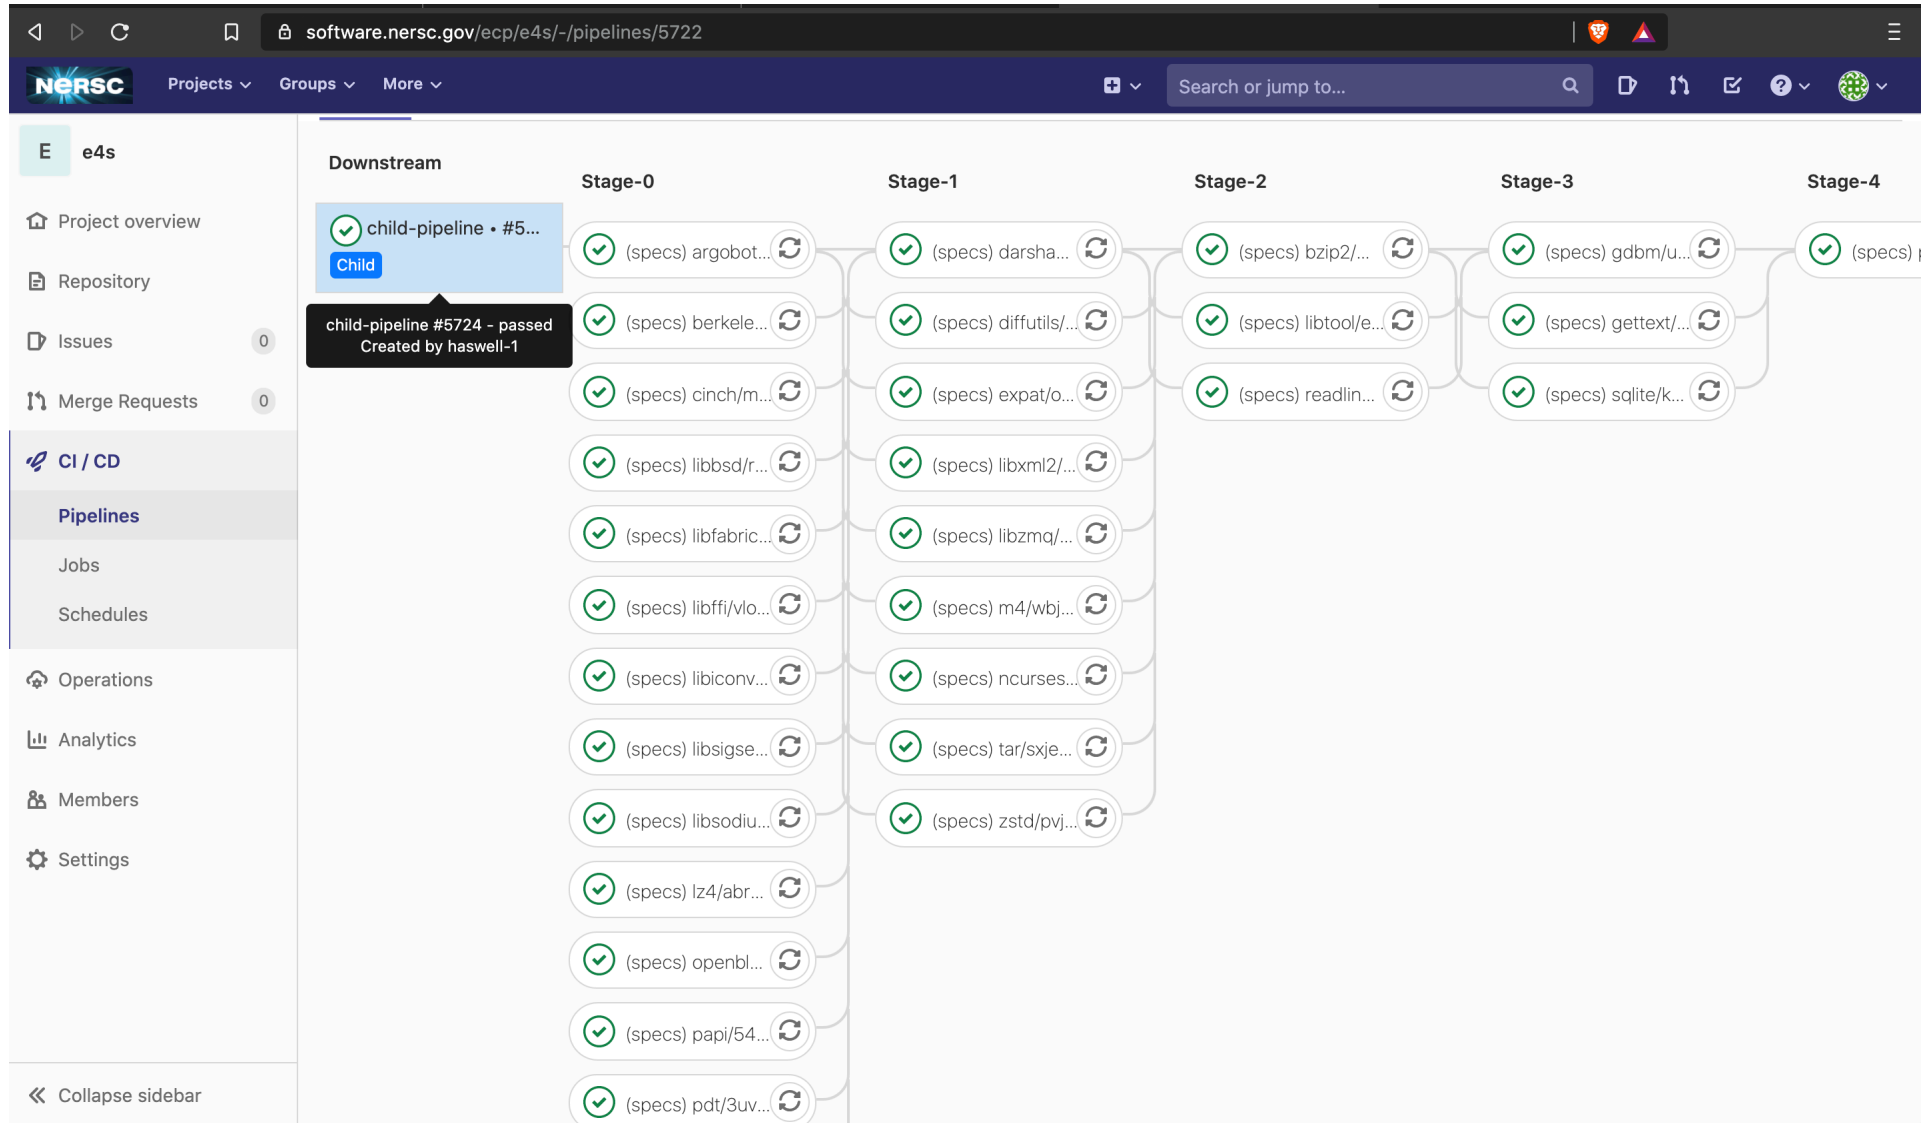 software.nersc.gov/ecp/e4s/-/pipelines/5722
NERSC
Projects
Groups
More
Search or jump to...
E
e4s
Project overview
Repository
Issues
0
Merge Requests
0
CI / CD
Pipelines
Jobs
Schedules
Operations
Analytics
Members
Settings
Collapse sidebar
Downstream
child-pipeline • #5...
Child
child-pipeline #5724 - passed
Created by haswell-1
Stage-0
(specs) argobot...
(specs) berkele...
(specs) cinch/m...
(specs) libbsd/r...
(specs) libfabric...
(specs) libffi/vlo...
(specs) libiconv...
(specs) libsigse...
(specs) libsodiu...
(specs) lz4/abr...
(specs) openbl...
(specs) papi/54...
(specs) pdt/3uv...
Stage-1
(specs) darsha...
(specs) diffutils/...
(specs) expat/o...
(specs) libxml2/...
(specs) libzmq/...
(specs) m4/wbj...
(specs) ncurses...
(specs) tar/sxje...
(specs) zstd/pvj...
Stage-2
(specs) bzip2/...
(specs) libtool/e...
(specs) readlin...
Stage-3
(specs) gdbm/u...
(specs) gettext/...
(specs) sqlite/k...
Stage-4
(specs)